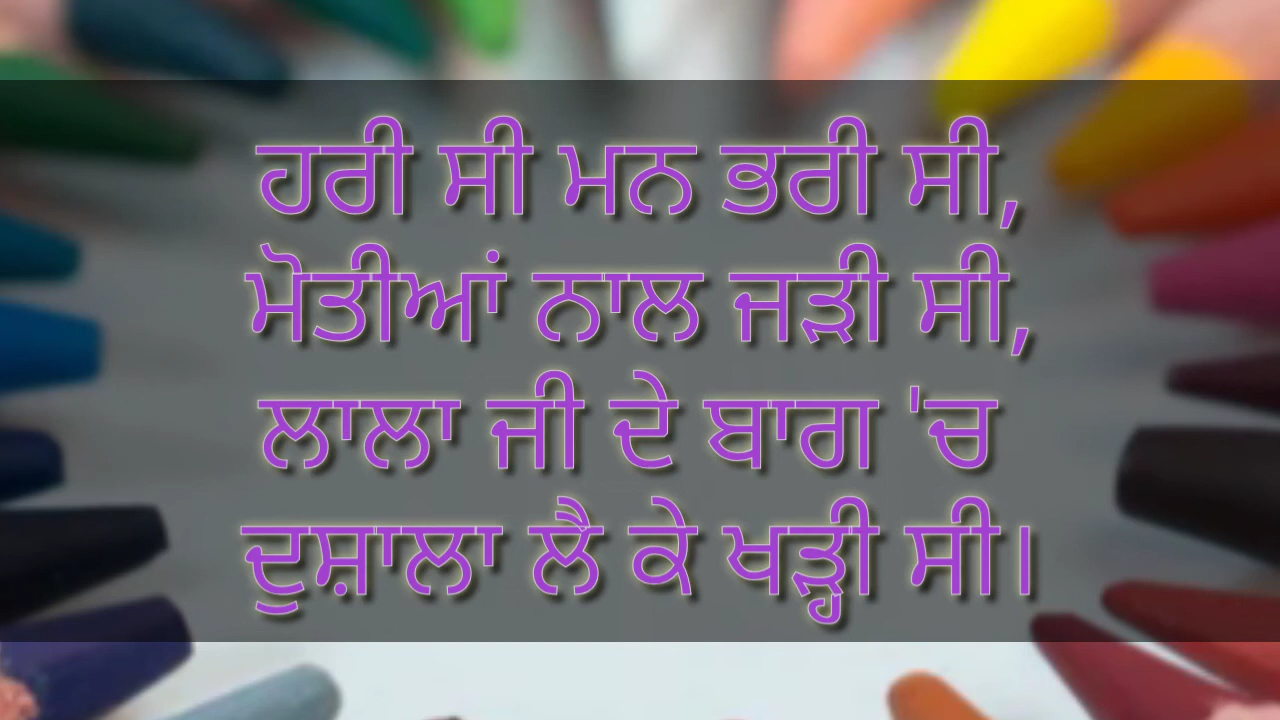 ਹਰੀ ਸੀ ਮਨ ਭਰੀ ਸੀ,
ਮੋਤੀਆਂ ਨਾਲ ਜੜੀ ਸੀ,
ਲਾਲਾ ਜੀ ਦੇ ਬਾਗ 'ਚ
ਦੁਸ਼ਾਲਾ ਲੈ ਕੇ ਖੜ੍ਹੀ ਸੀ।